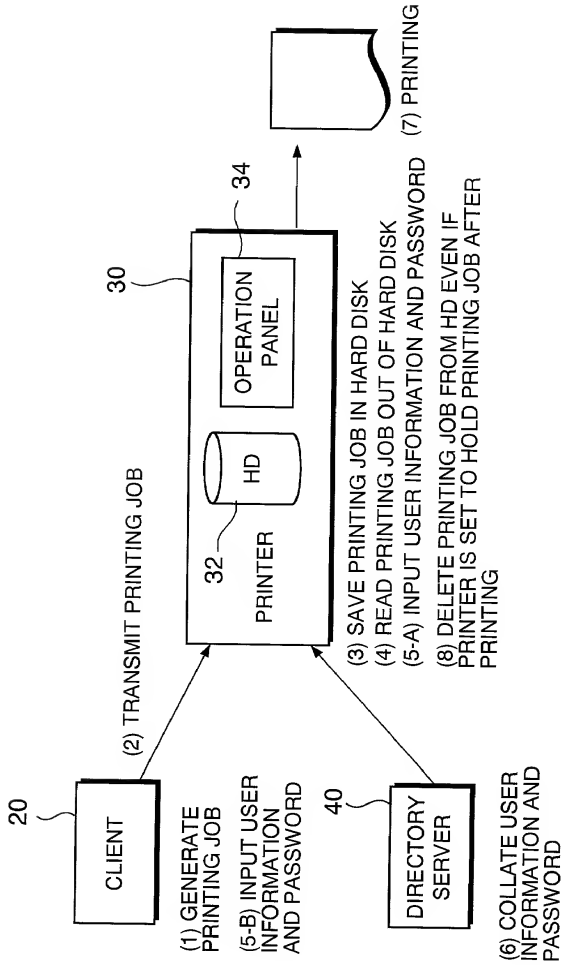 20
CLIENT
(1) GENERATE
PRINTING JOB
(5-B) INPUT USER
INFORMATION
AND PASSWORD
(2) TRANSMIT PRINTING JOB
40
DIRECTORY
SERVER
(6) COLLATE USER
INFORMATION AND
PASSWORD
30
PRINTER
32
HD
34
OPERATION
PANEL
(3) SAVE PRINTING JOB IN HARD DISK
(4) READ PRINTING JOB OUT OF HARD DISK
(5-A) INPUT USER INFORMATION AND PASSWORD
(8) DELETE PRINTING JOB FROM HD EVEN IF
PRINTER IS SET TO HOLD PRINTING JOB AFTER
PRINTING
(7) PRINTING